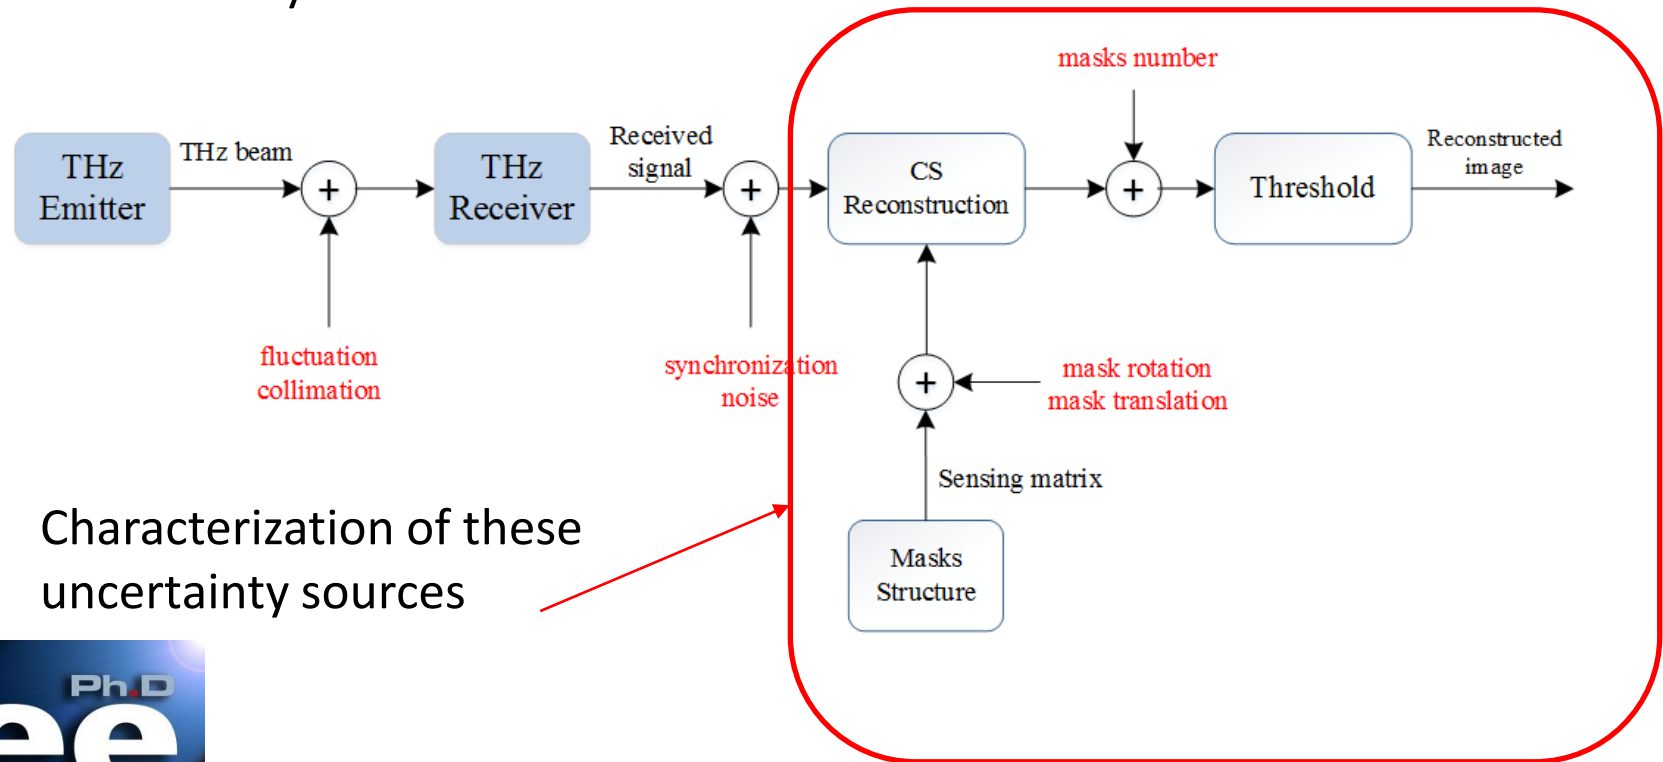 masks number
THz
Emitter
THz beam
+
THz
Receiver
Received
signal
+
CS
Reconstruction
+
Threshold
Reconstructed
image
fluctuation
collimation
synchronization
noise
+
mask rotation
mask translation
Sensing matrix
Masks
Structure
Characterization of these
uncertainty sources
Ph.D
ee